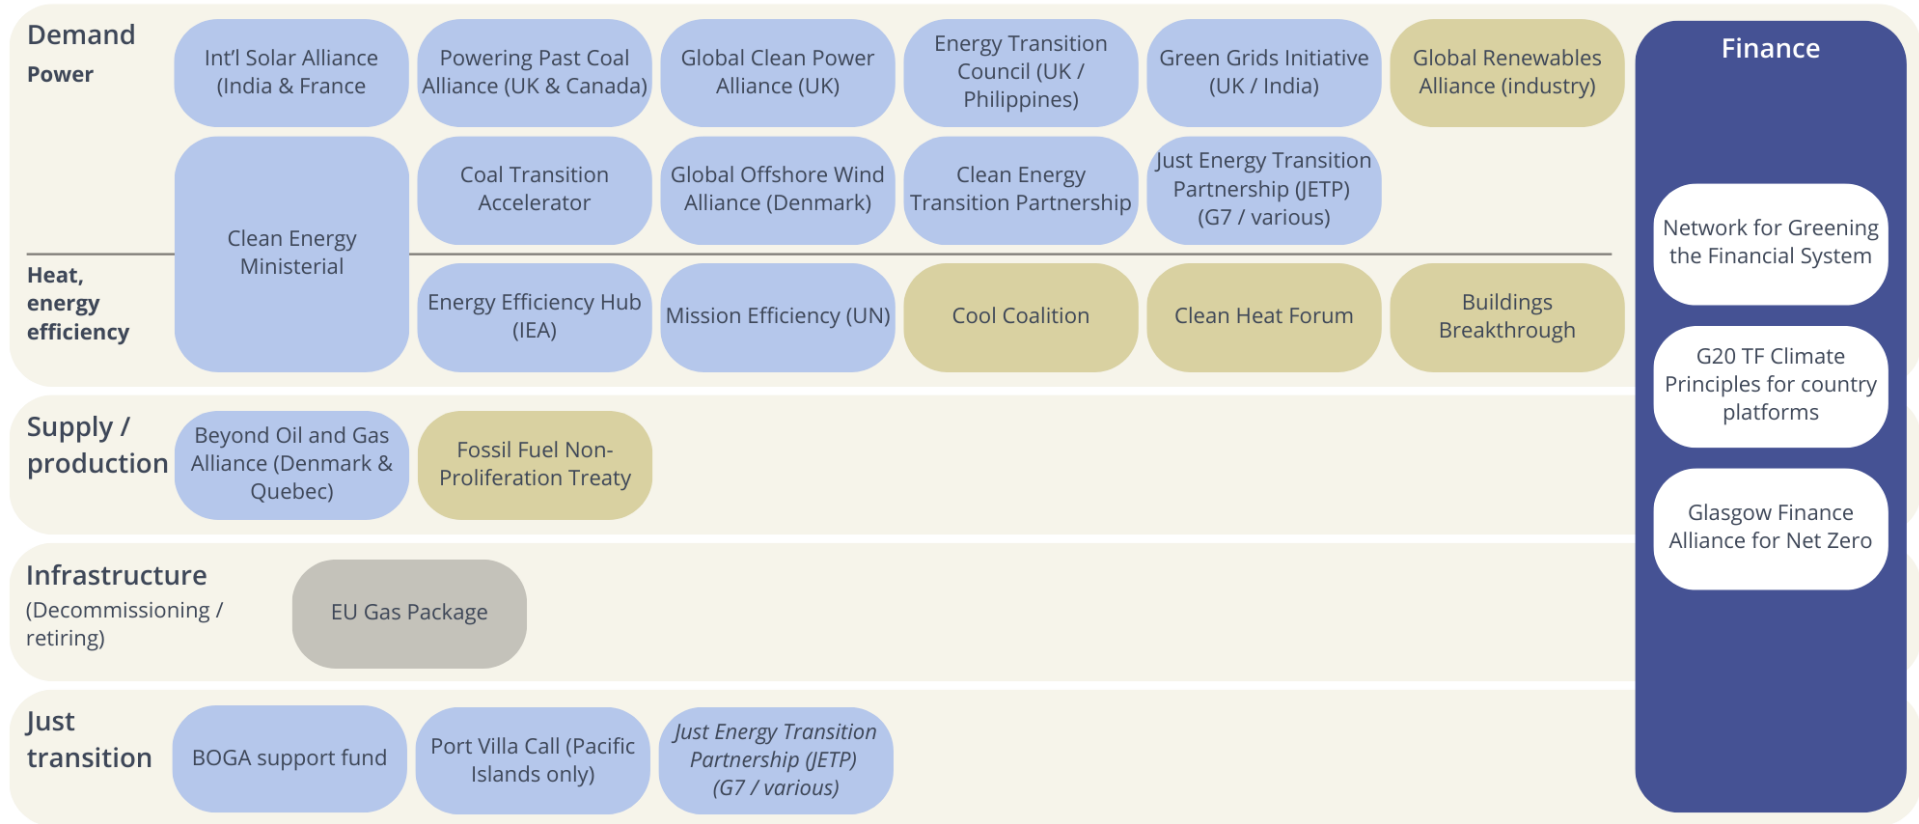 Demand
Power
Int'l Solar Alliance
(India & France
Powering Past Coal
Alliance (UK & Canada)
Global Clean Power
Alliance (UK)
Energy Transition
Council (UK /
Philippines)
Green Grids Initiative
(UK / India)
Global Renewables
Alliance (industry)
Clean Energy
Ministerial
Coal Transition
Accelerator
Global Offshore Wind
Alliance (Denmark)
Clean Energy
Transition Partnership
Just Energy Transition
Partnership (JETP)
(G7 / various)
Heat,
energy
efficiency
Energy Efficiency Hub
(IEA)
Mission Efficiency (UN)
Cool Coalition
Clean Heat Forum
Buildings
Breakthrough
Supply /
production
Beyond Oil and Gas
Alliance (Denmark &
Quebec)
Fossil Fuel Non-
Proliferation Treaty
Infrastructure
(Decommissioning /
retiring)
EU Gas Package
Just
transition
BOGA support fund
Port Villa Call (Pacific
Islands only)
Just Energy Transition
Partnership (JETP)
(G7 / various)
Finance
Network for Greening
the Financial System
G20 TF Climate
Principles for country
platforms
Glasgow Finance
Alliance for Net Zero